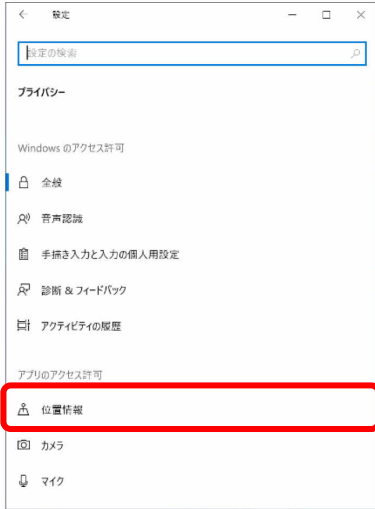 設定
設定の検索
プライバシー
Windows のアクセス許可
全般
音声認識
手描き入力と入力の個人用設定
診断 & フィードバック
アクティビティの履歴
アプリのアクセス許可
位置情報
カメラ
マイク